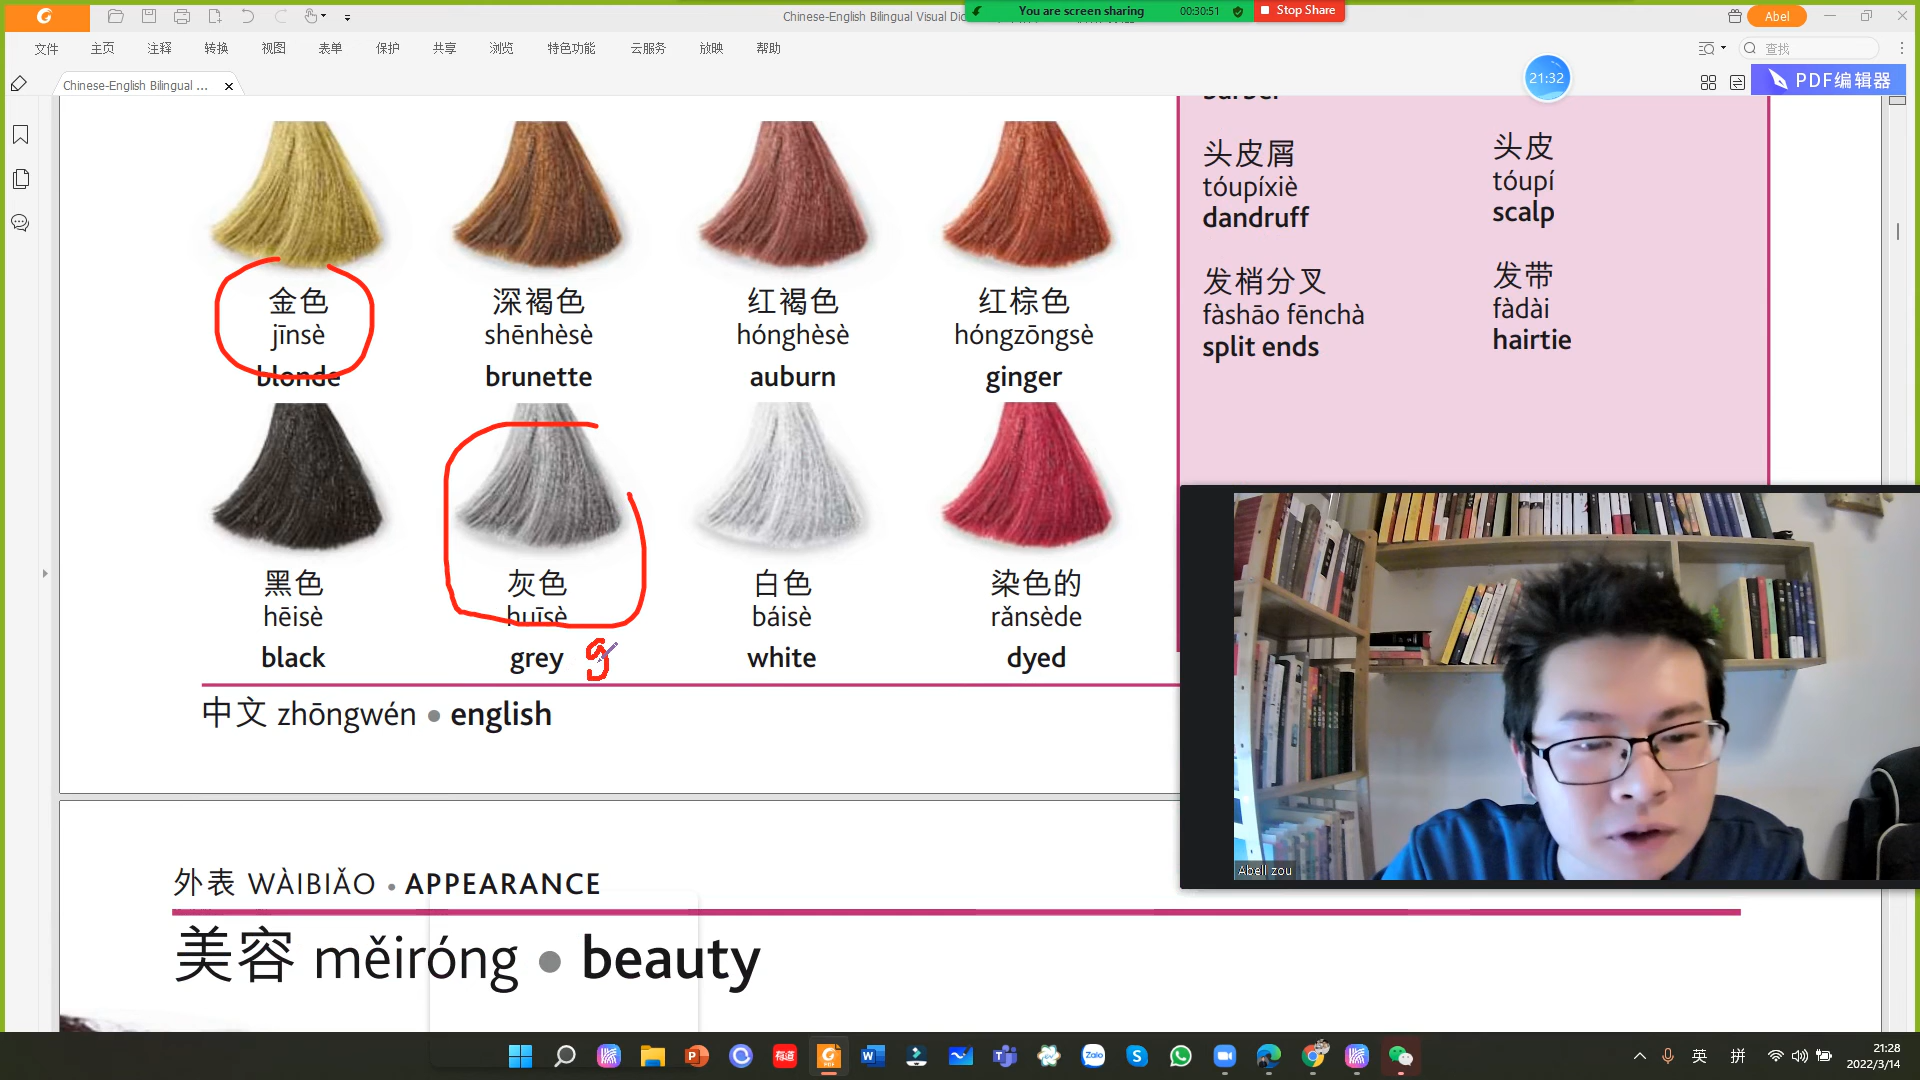 Chinese-English Bilingual Visual Dic
You are screen sharing
00:30:51
Stop Share
Abel
文件 主页 注释 转换 视图 表单 保护 共享 浏览 特色功能 云服务 放映 帮助
查找
Chinese-English Bilingual ...
21:32
PDF编辑器
金色
jīnsè
blonde
深褐色
shēnhèsè
brunette
红褐色
hónghèsè
auburn
红棕色
hóngzōngsè
ginger
黑色
hēisè
black
灰色
huīsè
grey
白色
báisè
white
染色的
rǎnsède
dyed
头皮屑
tóupíxiè
dandruff
头皮
tóupí
scalp
发梢分叉
fàshāo fēnchà
split ends
发带
fàdài
hairtie
中文 zhōngwén • english
外表 WÀIBIǍO • APPEARANCE
美容 měiróng • beauty
Abell zou
有道
Zalo
英
拼
21:28
2022/3/14